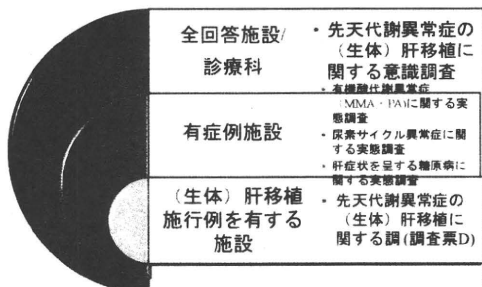 全回答施設/
診療科
・先天代謝異常症の
（生体）肝移植に
関する意識調査
有症例施設
・有機酸代謝異常症
（MMA・PA)に関する実
態調査
・尿素サイクル異常症に関
する実態調査
・肝症状を呈する糖原病に
関する実態調査
（生体）肝移植
施行例を有する
施設
・先天代謝異常症の
（生体）肝移植に
関する調(調査票D)